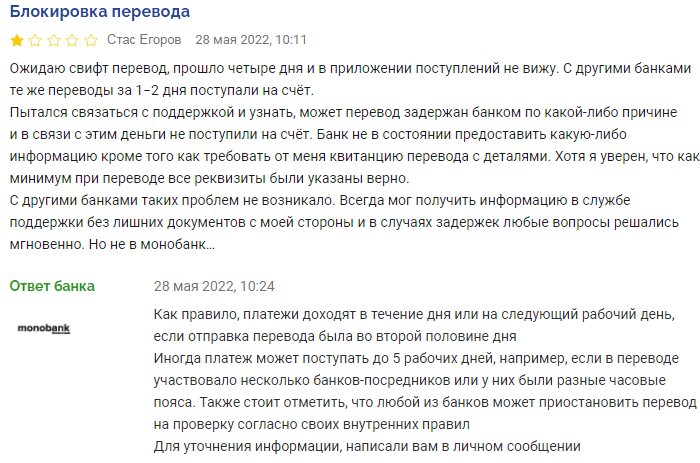 Блокировка перевода
Стас Егоров 28 мая 2022, 10:11
Ожидаю свифт перевод, прошло четыре дня и в приложении поступлений не вижу. С другими банками
те же переводы за 1–2 дня поступали на счёт.
Пытался связаться с поддержкой и узнать, может перевод задержан банком по какой-либо причине
и в связи с этим деньги не поступили на счёт. Банк не в состоянии предоставить какую-либо
информацию кроме того как требовать от меня квитанцию перевода с деталями. Хотя я уверен, что как
минимум при переводе все реквизиты были указаны верно.
С другими банками таких проблем не возникало. Всегда мог получить информацию в службе
поддержки без лишних документов с моей стороны и в случаях задержек любые вопросы решались
мгновенно. Но не в монобанк…
Ответ банка 28 мая 2022, 10:24
monobank
Как правило, платежи доходят в течение дня или на следующий рабочий день,
если отправка перевода была во второй половине дня
Иногда платеж может поступать до 5 рабочих дней, например, если в переводе
участвовало несколько банков-посредников или у них были разные часовые
пояса. Также стоит отметить, что любой из банков может приостановить перевод
на проверку согласно своих внутренних правил
Для уточнения информации, написали вам в личном сообщении